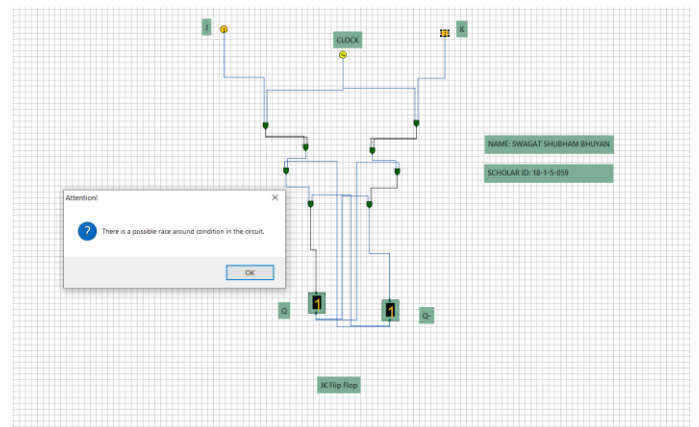 J
K
CLOCK
NAME: SWAGAT SHUBHAM BHUYAN
SCHOLAR ID: 18-1-5-059
Attention!
?
There is a possible race around condition in the circuit.
OK
1
1
Q
Q-
JK Flip Flop